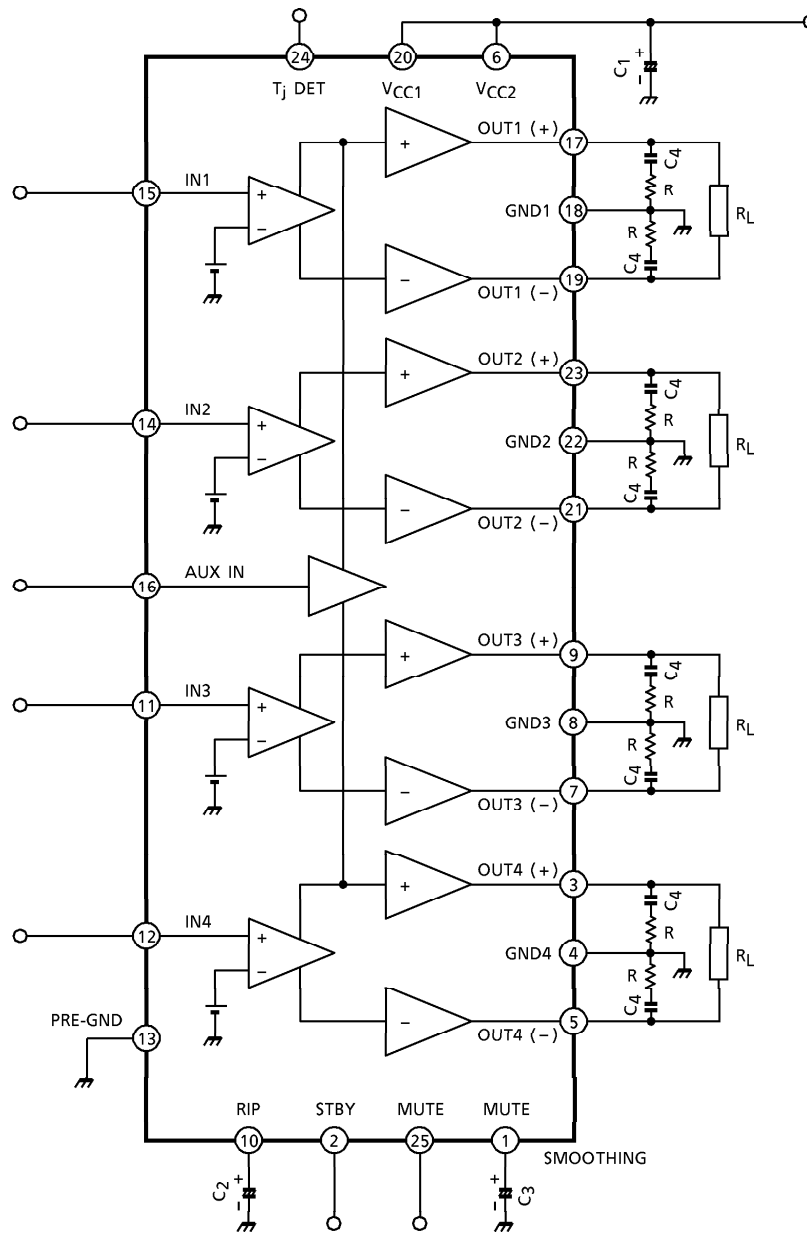 24 20 6
Tj DET VCC1 VCC2
C1 + -
15 IN1 + -
+ OUT1 (+) 17
C4
R
GND1 18
R
C4
RL
- OUT1 (-) 19
14 IN2 + -
+ OUT2 (+) 23
C4
R
GND2 22
R
C4
RL
- OUT2 (-) 21
16 AUX IN
11 IN3 + -
+ OUT3 (+) 9
C4
R
GND3 8
R
C4
RL
- OUT3 (-) 7
12 IN4 + -
+ OUT4 (+) 3
C4
R
GND4 4
R
C4
RL
- OUT4 (-) 5
PRE-GND
13
RIP STBY MUTE MUTE
10 2 25 1
SMOOTHING
C2 + -
+ - C3